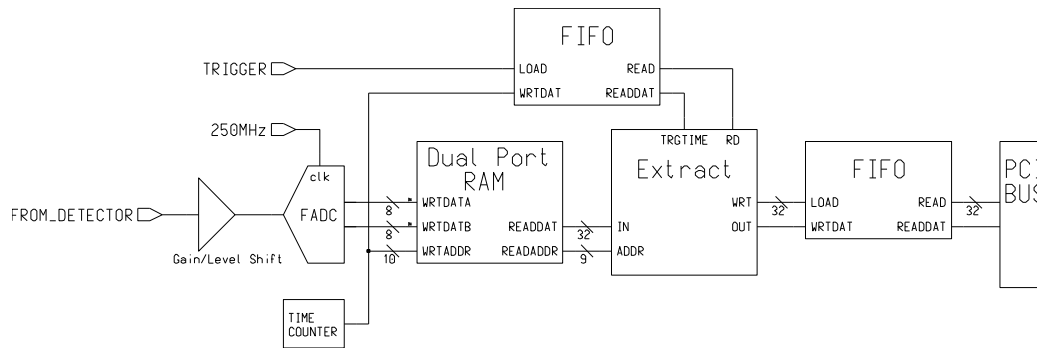 FIFO
TRIGGER
LOAD READ
WRTDAT READDAT
250MHz
TRGTIME RD
clk
Dual Port
RAM
Extract
FIFO
PCI
BUS
FROM_DETECTOR
FADC
WRTDATA
8
WRT
32
LOAD READ
32
WRTDATB
8
READDAT
32
IN
OUT
WRTDAT READDAT
WRTADDR
10
READADDR
9
ADDR
Gain/Level Shift
TIME
COUNTER